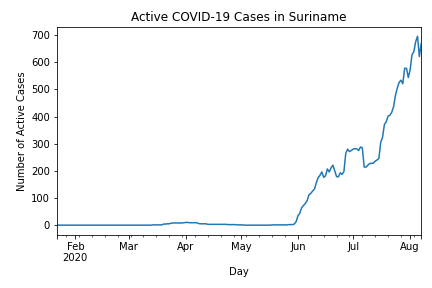 Active COVID-19 Cases in Suriname
Number of Active Cases
700
600
500
400
300
200
100
0
Feb
2020
Mar
Apr
May
Jun
Jul
Aug
Day